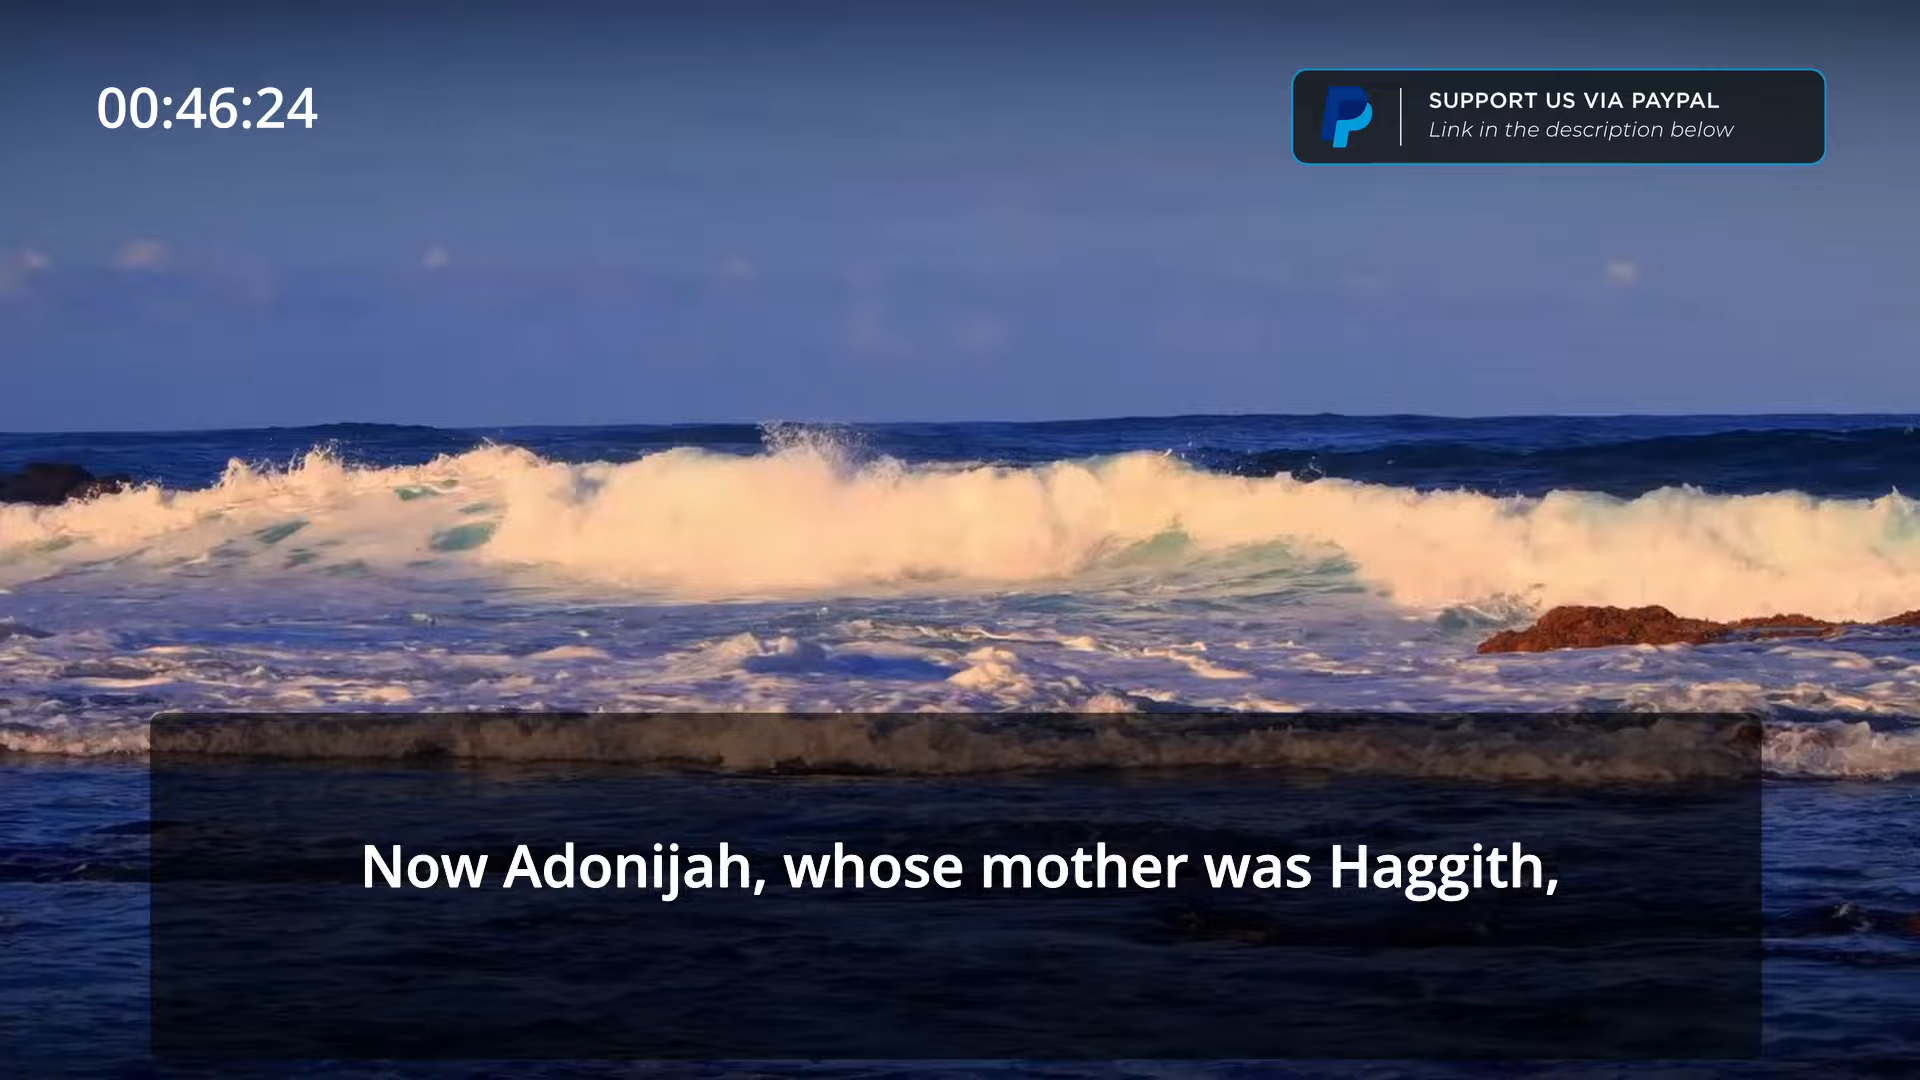 00:46:24
SUPPORT US VIA PAYPAL
Link in the description below
Now Adonijah, whose mother was Haggith,